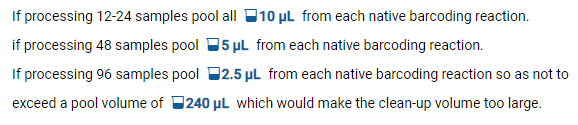 If processing 12-24 samples pool all 10 µL from each native barcoding reaction.
if processing 48 samples pool 5 µL from each native barcoding reaction.
If processing 96 samples pool 2.5 µL from each native barcoding reaction so as not to
exceed a pool volume of 240 µL which would make the clean-up volume too large.